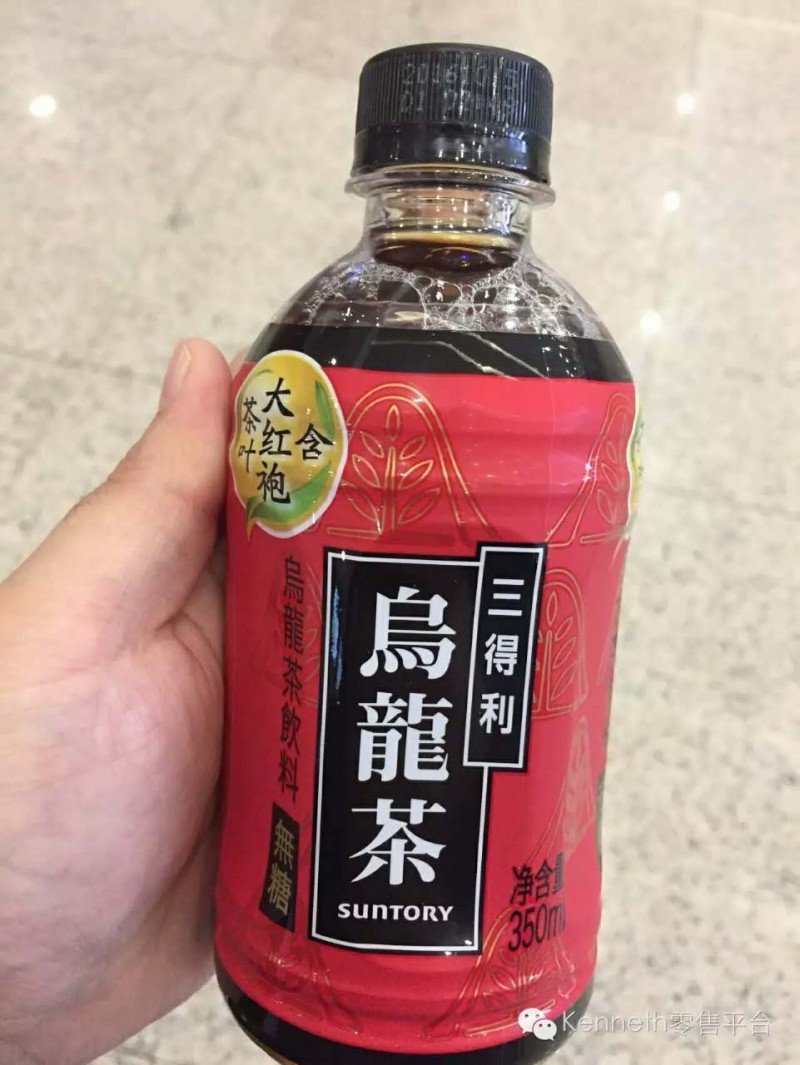 含
大红袍
茶叶
三得利
烏龍茶
SUNTORY
烏龍茶飲料
無糖
净含量
350ml
Kenneth零售平台